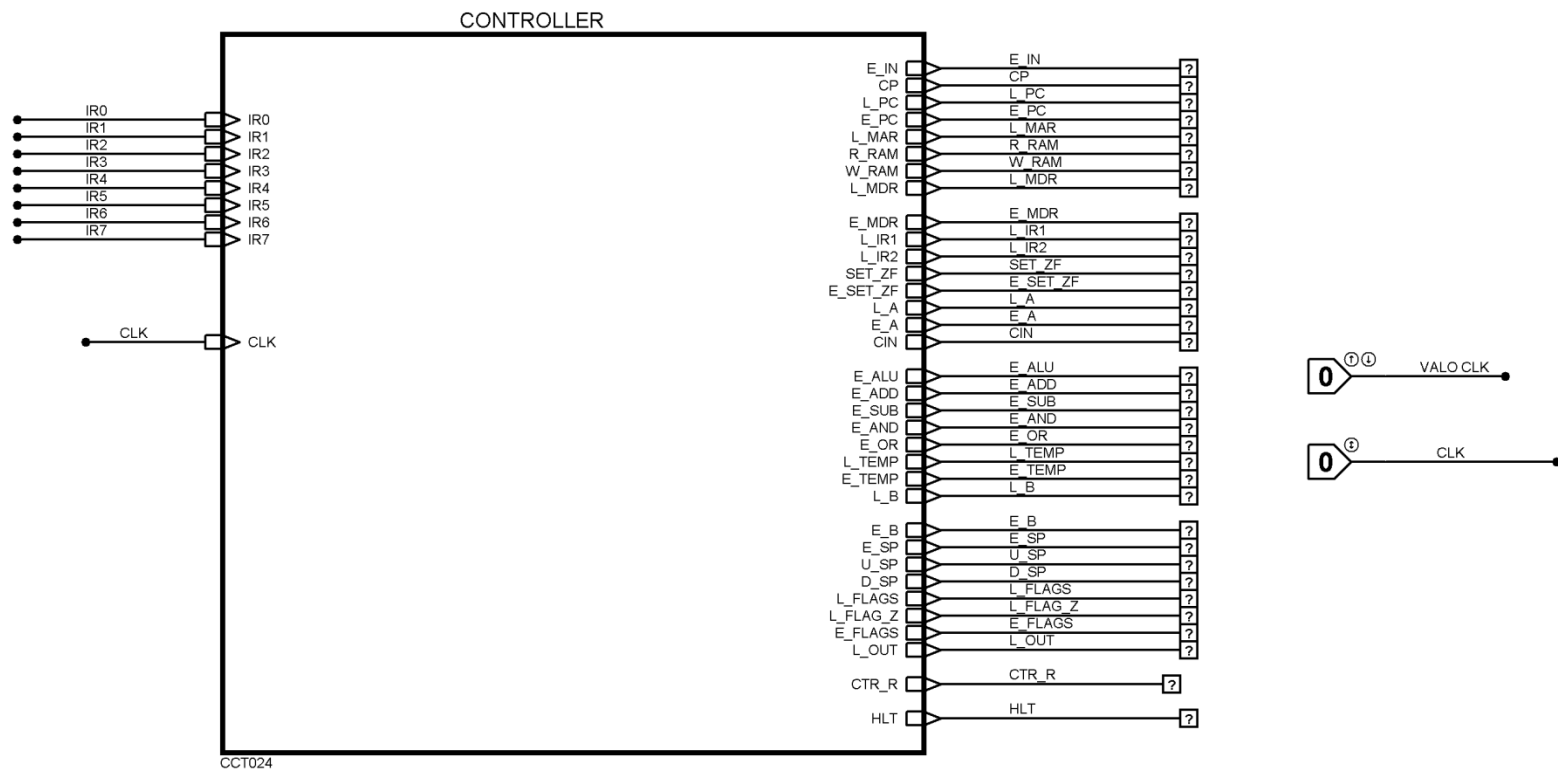 CONTROLLER
IR0 IR0
IR1 IR1
IR2 IR2
IR3 IR3
IR4 IR4
IR5 IR5
IR6 IR6
IR7 IR7
CLK CLK
E_IN E_IN ?
CP CP ?
L_PC L_PC ?
E_PC E_PC ?
L_MAR L_MAR ?
R_RAM R_RAM ?
W_RAM W_RAM ?
L_MDR L_MDR ?
E_MDR E_MDR ?
L_IR1 L_IR1 ?
L_IR2 L_IR2 ?
SET_ZF SET_ZF ?
E_SET_ZF E_SET_ZF ?
L_A L_A ?
E_A E_A ?
CIN CIN ?
E_ALU E_ALU ?
E_ADD E_ADD ?
E_SUB E_SUB ?
E_AND E_AND ?
E_OR E_OR ?
L_TEMP L_TEMP ?
E_TEMP E_TEMP ?
L_B L_B ?
E_B E_B ?
E_SP E_SP ?
U_SP U_SP ?
D_SP D_SP ?
L_FLAGS L_FLAGS ?
L_FLAG_Z L_FLAG_Z ?
E_FLAGS E_FLAGS ?
L_OUT L_OUT ?
CTR_R CTR_R ?
HLT HLT ?
CCT024
0 VALO CLK
0 CLK